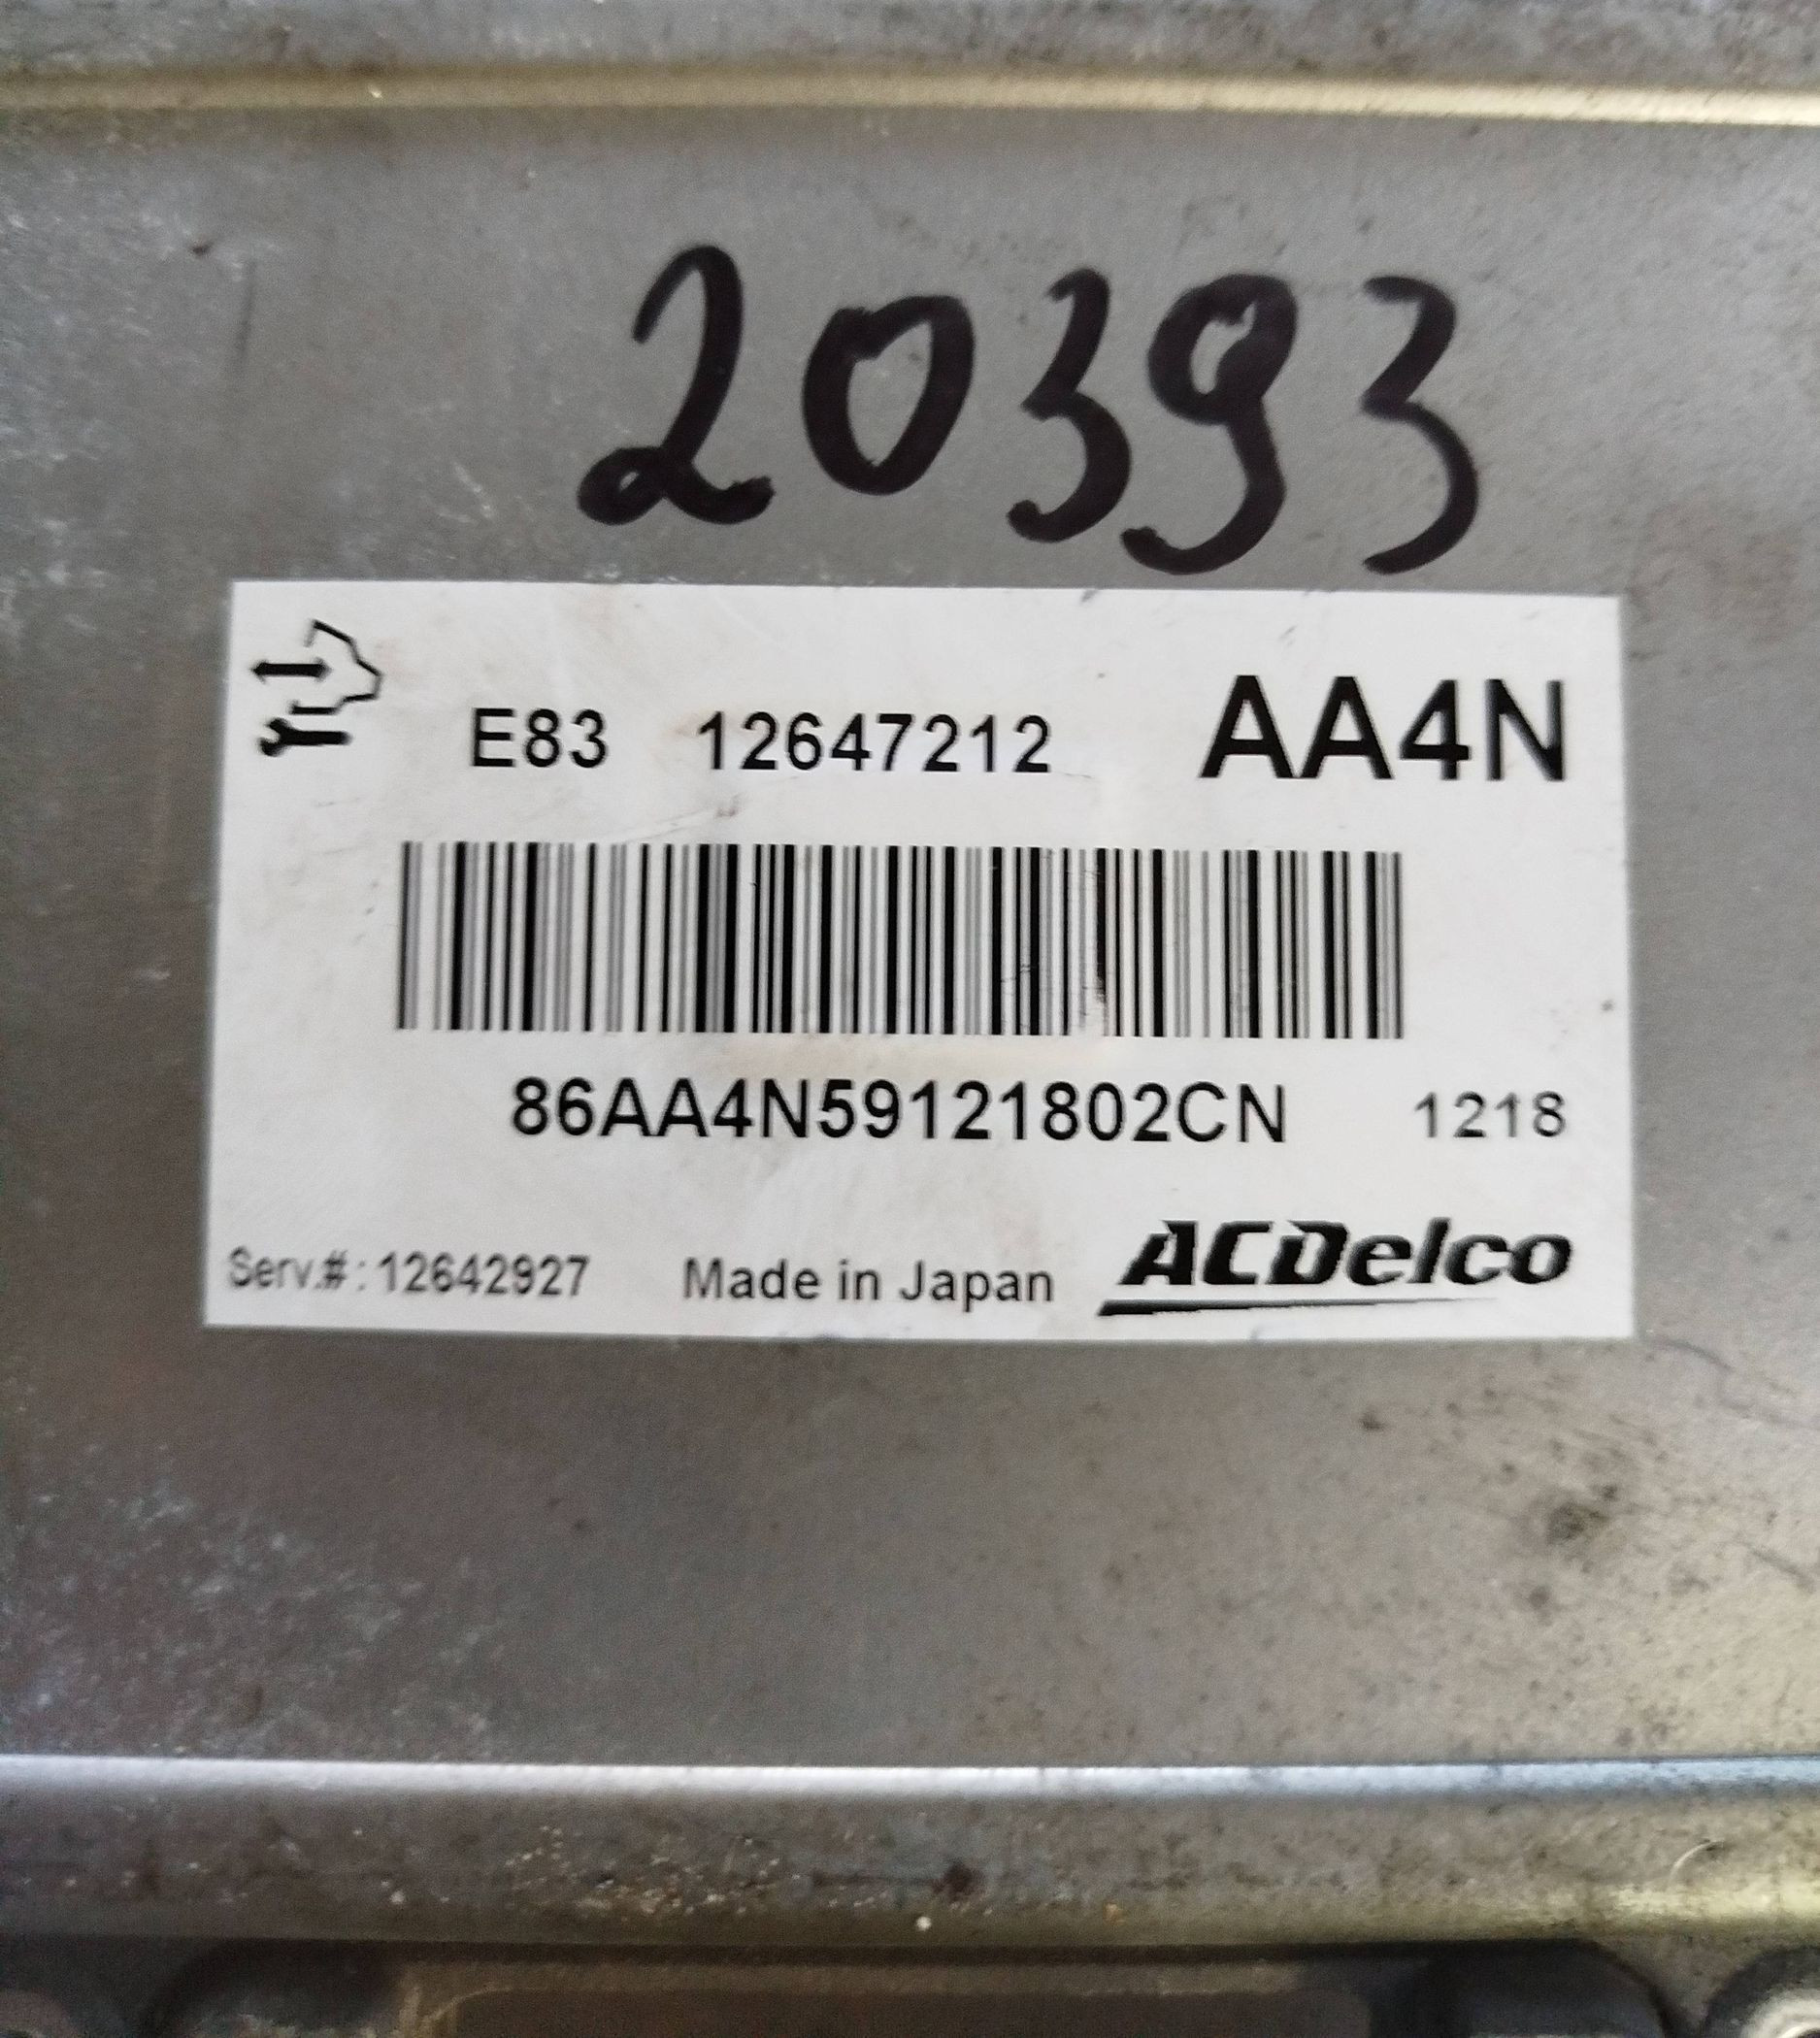 20393
E83 12647212 AA4N
86AA4N59121802CN 1218
Serv.#: 12642927 Made in Japan ACDelco